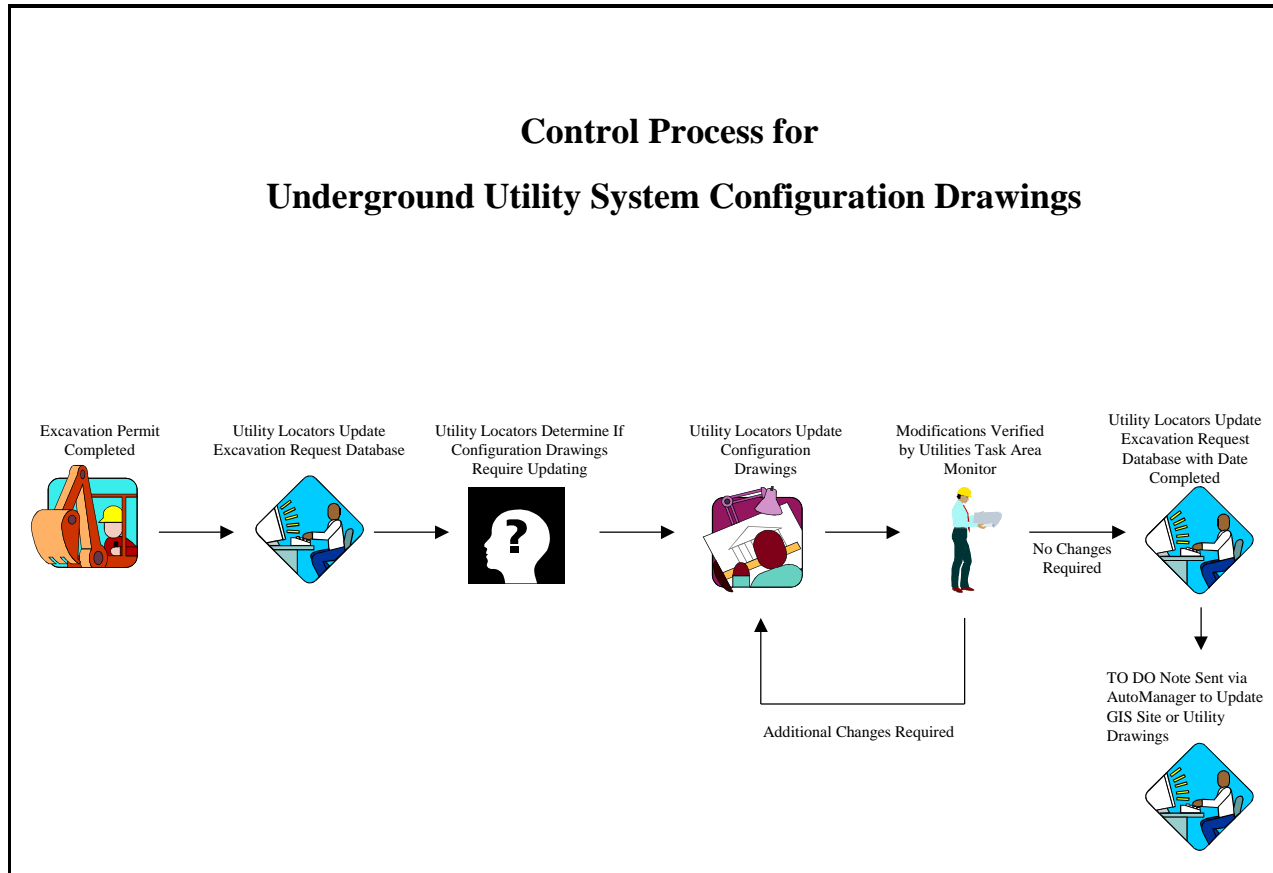 Control Process for
Underground Utility System Configuration Drawings
Excavation Permit
Completed
Utility Locators Update
Excavation Request Database
Utility Locators Determine If
Configuration Drawings
Require Updating
?
Utility Locators Update
Configuration
Drawings
Modifications Verified
by Utilities Task Area
Monitor
No Changes
Required
Utility Locators Update
Excavation Request
Database with Date
Completed
Additional Changes Required
TO DO Note Sent via
AutoManager to Update
GIS Site or Utility
Drawings